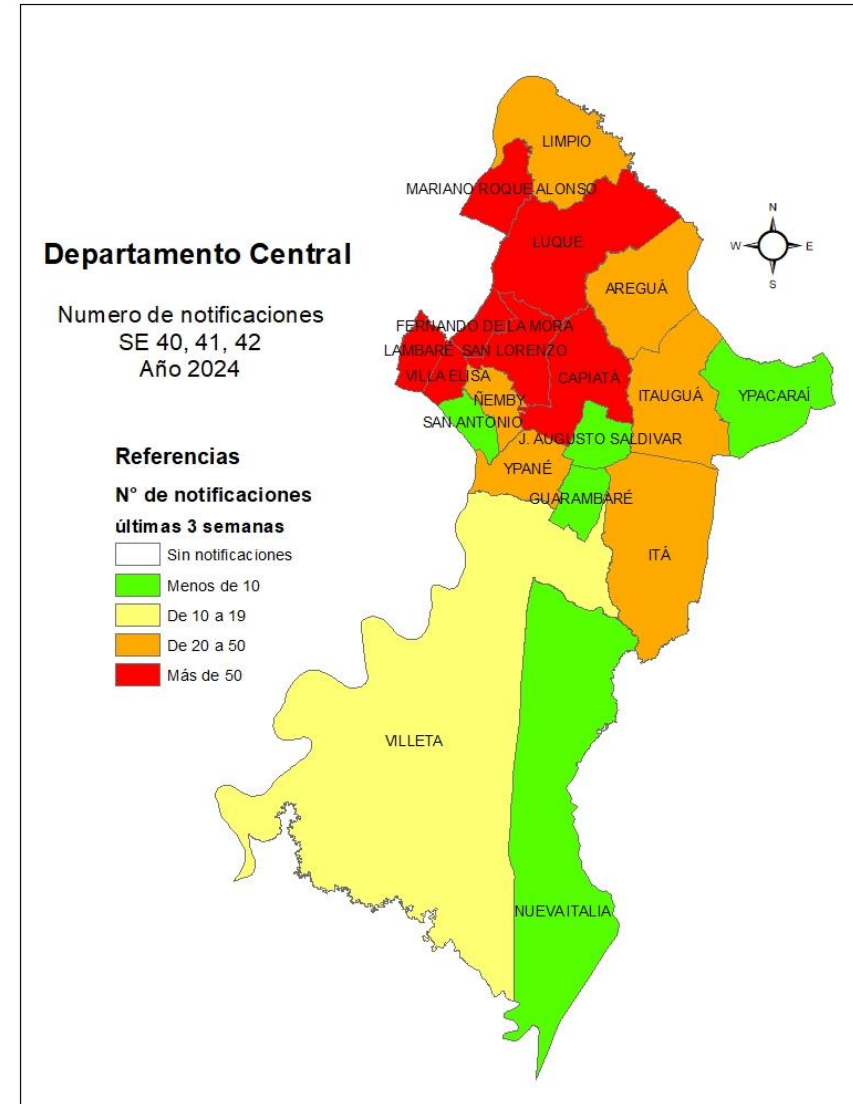 Departamento Central
Numero de notificaciones
SE 40, 41, 42
Año 2024
Referencias
N° de notificaciones
últimas 3 semanas
Sin notificaciones
Menos de 10
De 10 a 19
De 20 a 50
Más de 50
N
W
E
S
LIMPIO
MARIANO ROQUE ALONSO
LUQUE
AREGUÁ
FERNANDO DE LA MORA
LAMBARÉ
SAN LORENZO
VILLA ELISA
CAPIATÁ
ITAUGUÁ
YPACARAÍ
ÑEMBY
SAN ANTONIO
J. AUGUSTO SALDIVAR
YPANÉ
GUARAMBARÉ
ITÁ
VILLETA
NUEVA ITALIA